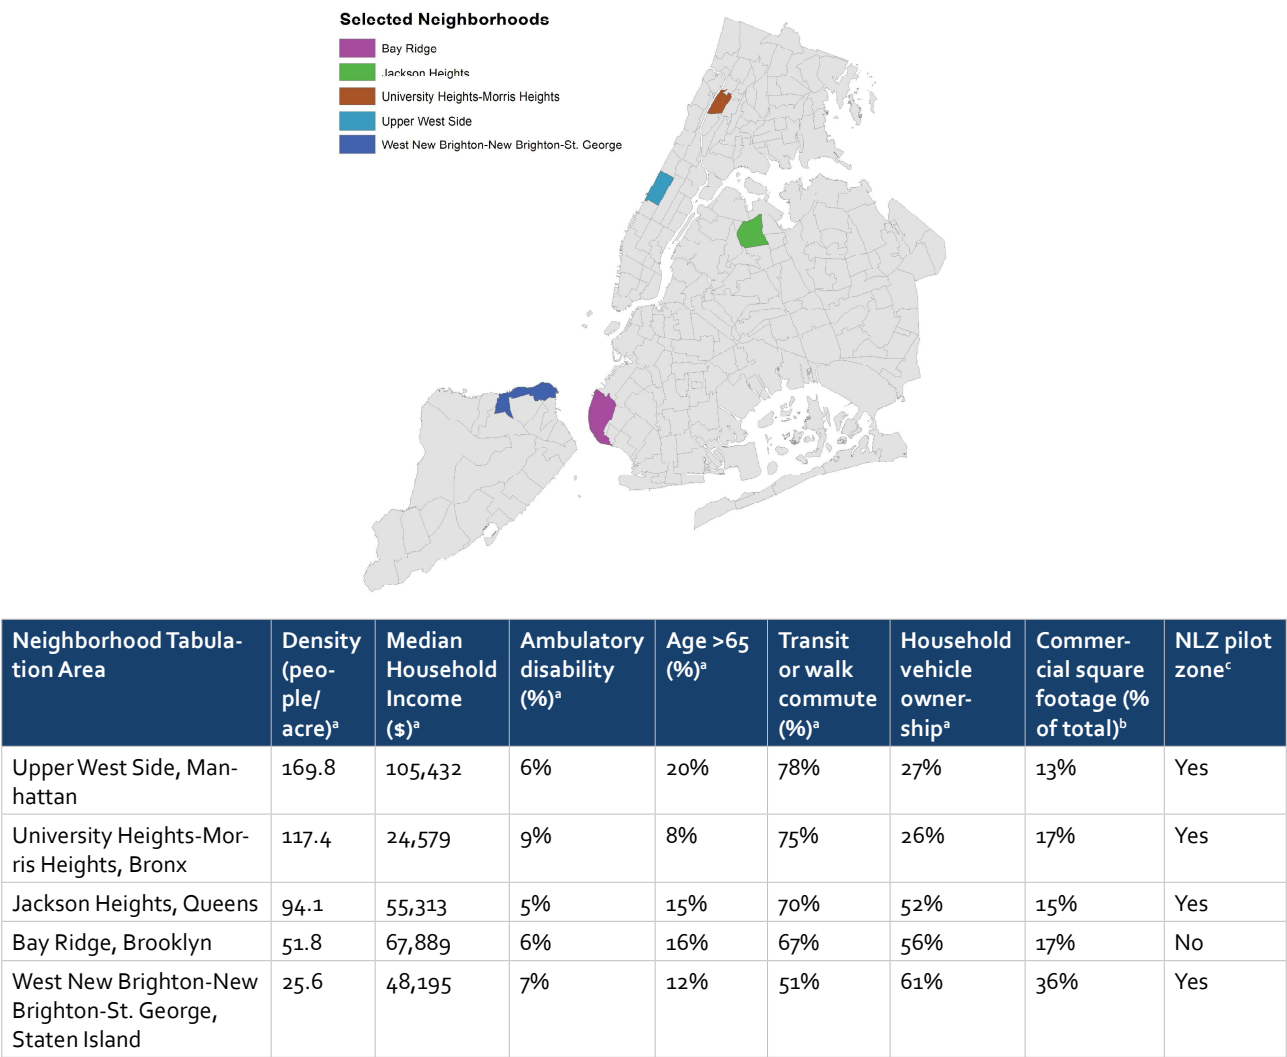 Selected Neighborhoods
Bay Ridge
Jackson Heights
University Heights-Morris Heights
Upper West Side
West New Brighton-New Brighton-St. George
Neighborhood Tabula-
tion Area
Density
(peo-
ple/
acre)ª
Median
Household
Income
($)ª
Ambulatory
disability
(%)ª
Age >65
(%)ª
Transit
or walk
commute
(%)ª
Household
vehicle
owner-
shipª
Commer-
cial square
footage (%
of total)ᵇ
NLZ pilot
zoneᶜ
Upper West Side, Man-
hattan
169.8
105,432
6%
20%
78%
27%
13%
Yes
University Heights-Mor-
ris Heights, Bronx
117.4
24,579
9%
8%
75%
26%
17%
Yes
Jackson Heights, Queens
94.1
55,313
5%
15%
70%
52%
15%
Yes
Bay Ridge, Brooklyn
51.8
67,889
6%
16%
67%
56%
17%
No
West New Brighton-New
Brighton-St. George,
Staten Island
25.6
48,195
7%
12%
51%
61%
36%
Yes